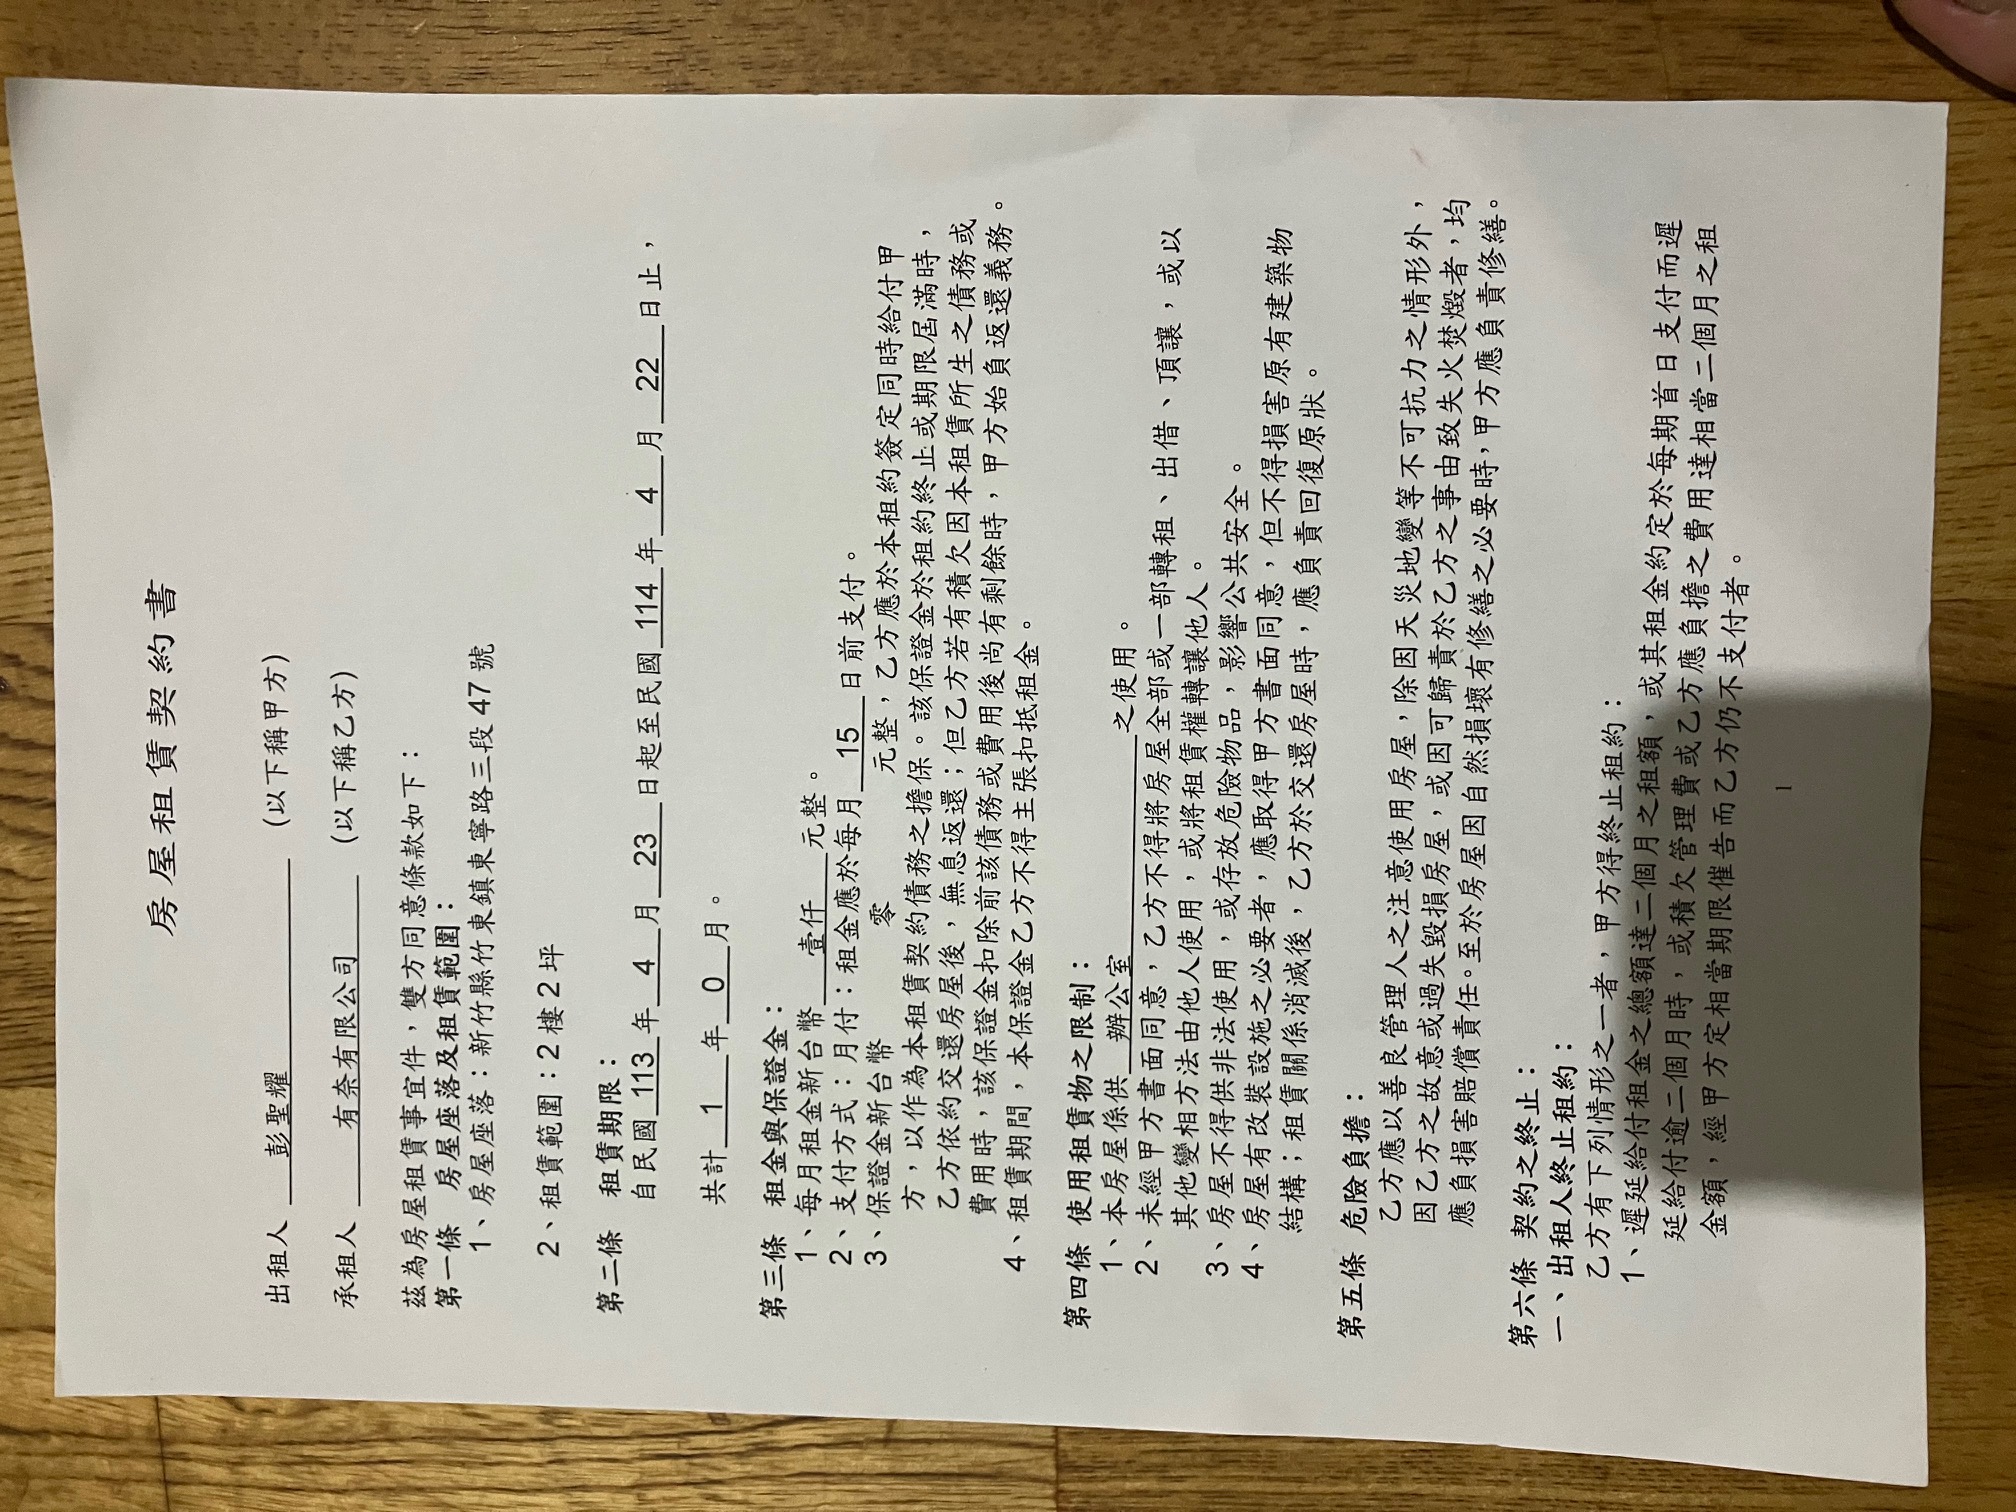 房屋租賃契約書
出租人 彭聖耀 (以下稱甲方)
承租人 有奈有限公司 (以下稱乙方)
茲為房屋租賃事宜件，雙方同意條款如下：
第一條 房屋座落及租賃範圍：
1、房屋座落：新竹縣竹東鎮東寧路三段 47 號
2、租賃範圍：2 樓 2 坪
第二條 租賃期限：
自民國 113 年 4 月 23 日起至民國 114 年 4 月 22 日止，
共計 1 年 0 月。
第三條 租金與保證金：
1、每月租金新台幣 壹仟 元整。
2、支付方式：月付：租金應於每月 15 日前支付。
3、保證金新台幣 零 元整，乙方應於本租約簽定同時給付甲
方，以作為本租賃契約債務之擔保。該保證金於租約終止或期限屆滿時，
乙方依約交還房屋後，無息返還；但乙方若有積欠因本租賃所生之債務或
費用時，該保證金扣除前該債務或費用後尚有剩餘時，甲方始負返還義務。
4、租賃期間，本保證金乙方不得主張扣抵租金。
第四條 使用租賃物之限制：
1、本房屋係供 辦公室 之使用。
2、未經甲方書面同意，乙方不得將房屋全部或一部轉租、出借、頂讓，或以
其他變相方法由他人使用，或將租賃權轉讓他人。
3、房屋不得供非法使用，或存放危險物品，影響公共安全。
4、房屋有改裝設施之必要者，應取得甲方書面同意，但不得損害原有建築物
結構；租賃關係消滅後，乙方於交還房屋時，應負責回復原狀。
第五條 危險負擔：
乙方應以善良管理人之注意使用房屋，除因天災地變等不可抗力之情形外，
因乙方之故意或過失毀損房屋，或因可歸責於乙方之事由致失火焚燬者，均
應負損害賠償責任。至於房屋因自然損壞有修繕之必要時，甲方應負責修繕。
第六條 契約之終止：
一、出租人終止租約：
乙方有下列情形之一者，甲方得終止租約：
1、遲延給付租金之總額達二個月之租額，或其租金約定於每期首日支付而遲
延給付逾二個月時，或積欠管理費或乙方應負擔之費用達相當二個月之租
金額，經甲方定相當期限催告而乙方仍不支付者。
1